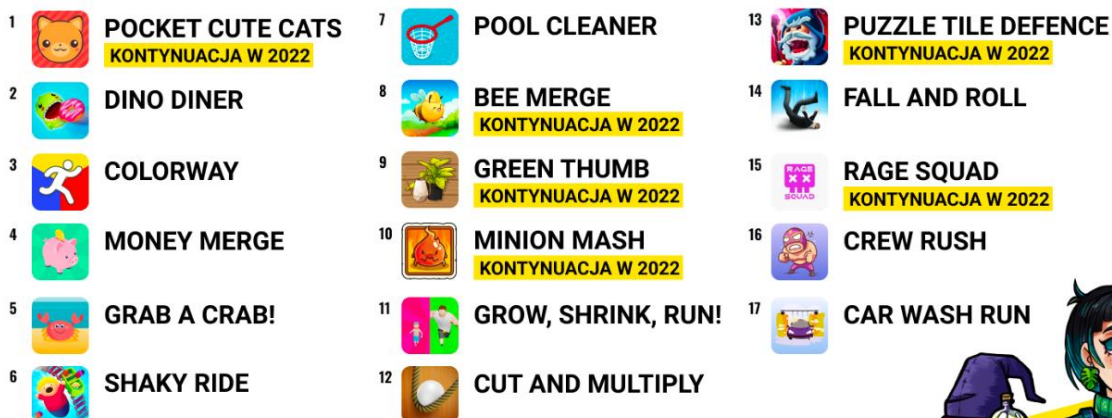 1
POCKET CUTE CATS
KONTYNUACJA W 2022
2
DINO DINER
3
COLORWAY
4
MONEY MERGE
5
GRAB A CRAB!
6
SHAKY RIDE
7
POOL CLEANER
8
BEE MERGE
KONTYNUACJA W 2022
9
GREEN THUMB
KONTYNUACJA W 2022
10
MINION MASH
KONTYNUACJA W 2022
11
GROW, SHRINK, RUN!
12
CUT AND MULTIPLY
13
PUZZLE TILE DEFENCE
KONTYNUACJA W 2022
14
FALL AND ROLL
15
RAGE
SQUAD
RAGE SQUAD
KONTYNUACJA W 2022
16
CREW RUSH
17
CAR WASH RUN